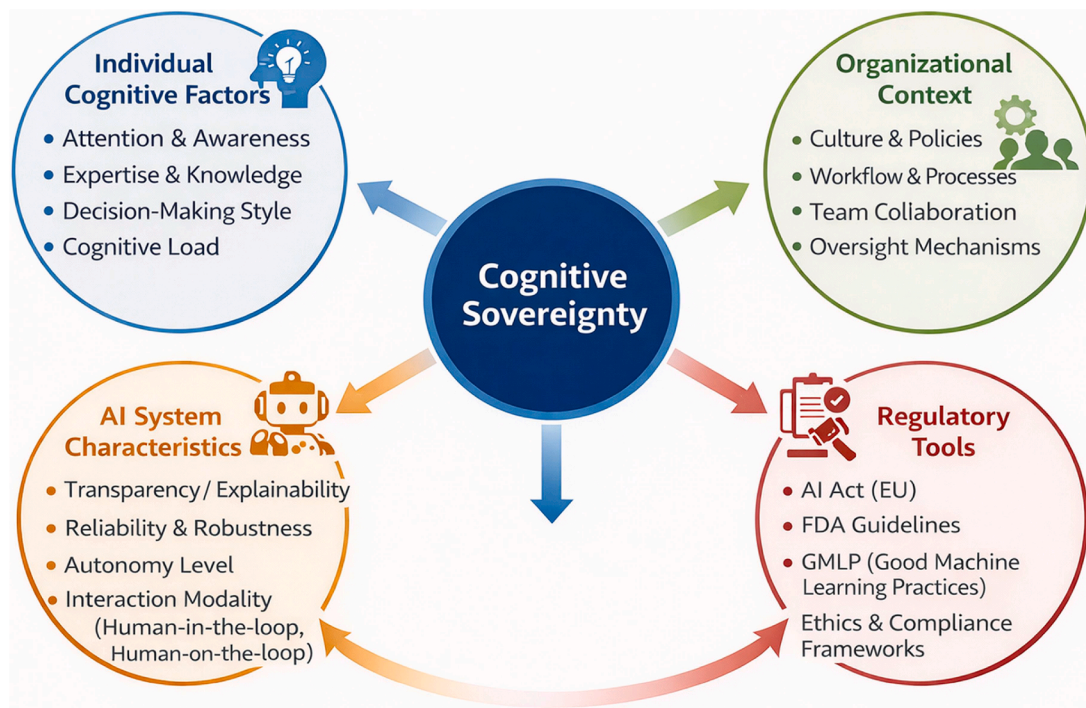 Individual
Cognitive Factors
• Attention & Awareness
• Expertise & Knowledge
• Decision-Making Style
• Cognitive Load
Organizational
Context
• Culture & Policies
• Workflow & Processes
• Team Collaboration
• Oversight Mechanisms
Cognitive
Sovereignty
AI System
Characteristics
• Transparency / Explainability
• Reliability & Robustness
• Autonomy Level
• Interaction Modality
(Human-in-the-loop,
Human-on-the-loop)
Regulatory
Tools
• AI Act (EU)
• FDA Guidelines
• GMLP (Good Machine
Learning Practices)
Ethics & Compliance
Frameworks